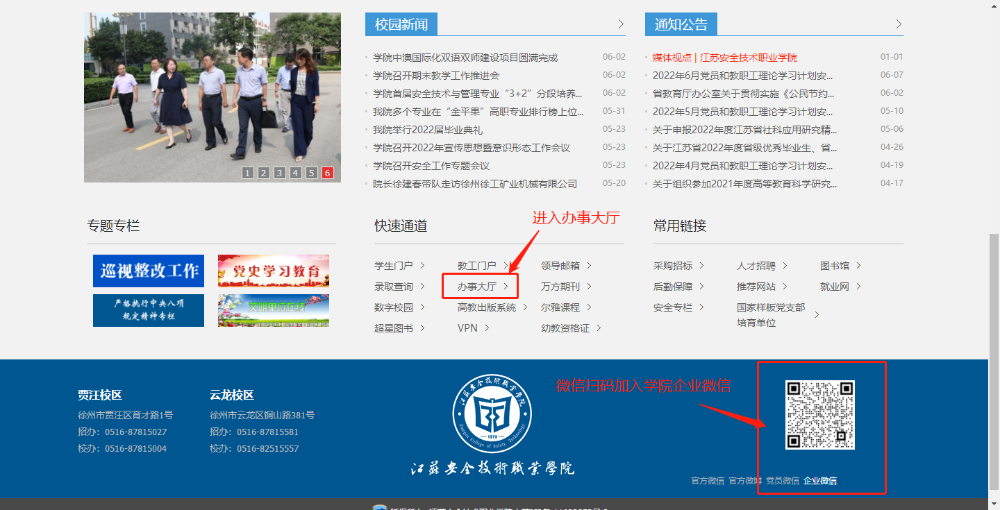 校园新闻
学院中澳国际化双语双师建设项目圆满完成 06-02
学院召开期末教学工作推进会 06-02
学院首届安全技术与管理专业“3+2”分段培养... 06-02
我院多个专业在“金平果”高职专业排行榜上位... 05-31
我院举行2022届毕业典礼 05-23
学院召开2022年宣传思想暨意识形态工作会议 05-23
学院召开安全工作专题会议 05-23
院长徐建春带队走访徐州徐工矿业机械有限公司 05-20
通知公告
媒体视点 | 江苏安全技术职业学院 01-01
2022年6月党员和教职工理论学习计划安... 06-07
省教育厅办公室关于贯彻实施《公民节约... 06-02
2022年5月党员和教职工理论学习计划安... 05-10
关于申报2022年度江苏省社科应用研究精... 05-06
关于江苏省2022年度省级优秀毕业生、省... 04-26
2022年4月党员和教职工理论学习计划安... 04-19
关于组织参加2021年度高等教育科学研究... 04-17
1 2 3 4 5 6
进入办事大厅
专题专栏
巡视整改工作
党史学习教育
严格执行中央八项
规定精神专栏
文明单位在线
快速通道
学生门户 教工门户 领导邮箱
录取查询 办事大厅 万方期刊
数字校园 高教出版系统 尔雅课程
超星图书 VPN 幼教资格证
常用链接
采购招标 人才招聘 图书馆
后勤保障 推荐网站 就业网
安全专栏 国家样板党支部
培育单位
贾汪校区
徐州市贾汪区育才路1号
招办：0516-87815027
校办：0516-87815004
云龙校区
徐州市云龙区铜山路381号
招办：0516-87815581
校办：0516-82515557
江苏安全技術職業學院
1978
Jiangsu College of Safety Technology
江蘇安全技術職業學院
微信扫码加入学院企业微信
官方微信 官方微博 党员微信 企业微信